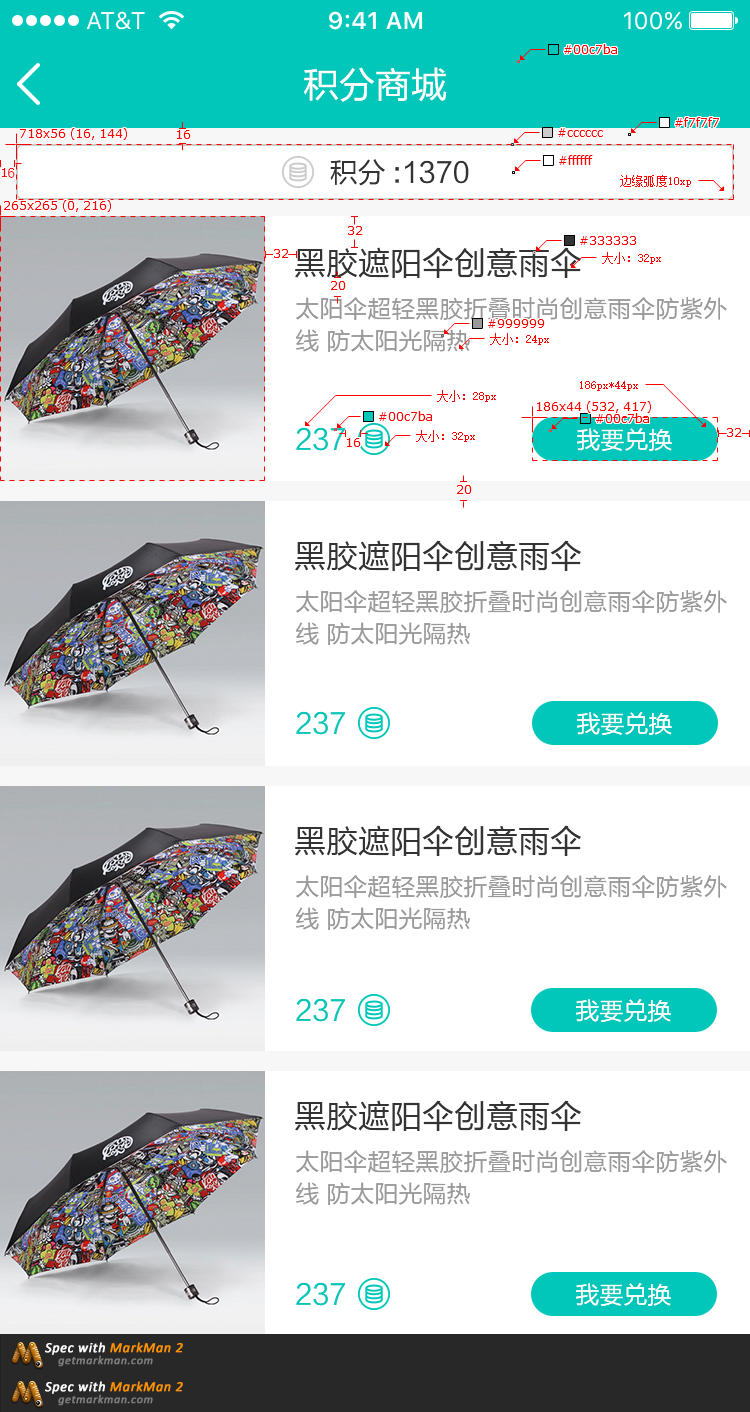 AT&T 9:41 AM 100%
#00c7ba
积分商城
718x56 (16, 144)
16
#cccccc
#f7f7f7
16
积分 :1370
#ffffff
边缘弧度10xp
265x265 (0, 216)
32
32
#333333
黑胶遮阳伞创意雨伞
大小：32px
20
太阳伞超轻黑胶折叠时尚创意雨伞防紫外
#999999
线 防太阳光隔热
大小：24px
大小：28px
186px*44px
186x44 (532, 417)
#00c7ba
#00c7ba
237
16
大小：32px
我要兑换
32
20
黑胶遮阳伞创意雨伞
太阳伞超轻黑胶折叠时尚创意雨伞防紫外
线 防太阳光隔热
237 我要兑换
黑胶遮阳伞创意雨伞
太阳伞超轻黑胶折叠时尚创意雨伞防紫外
线 防太阳光隔热
237 我要兑换
黑胶遮阳伞创意雨伞
太阳伞超轻黑胶折叠时尚创意雨伞防紫外
线 防太阳光隔热
237 我要兑换
Spec with MarkMan 2
getmarkman.com
Spec with MarkMan 2
getmarkman.com